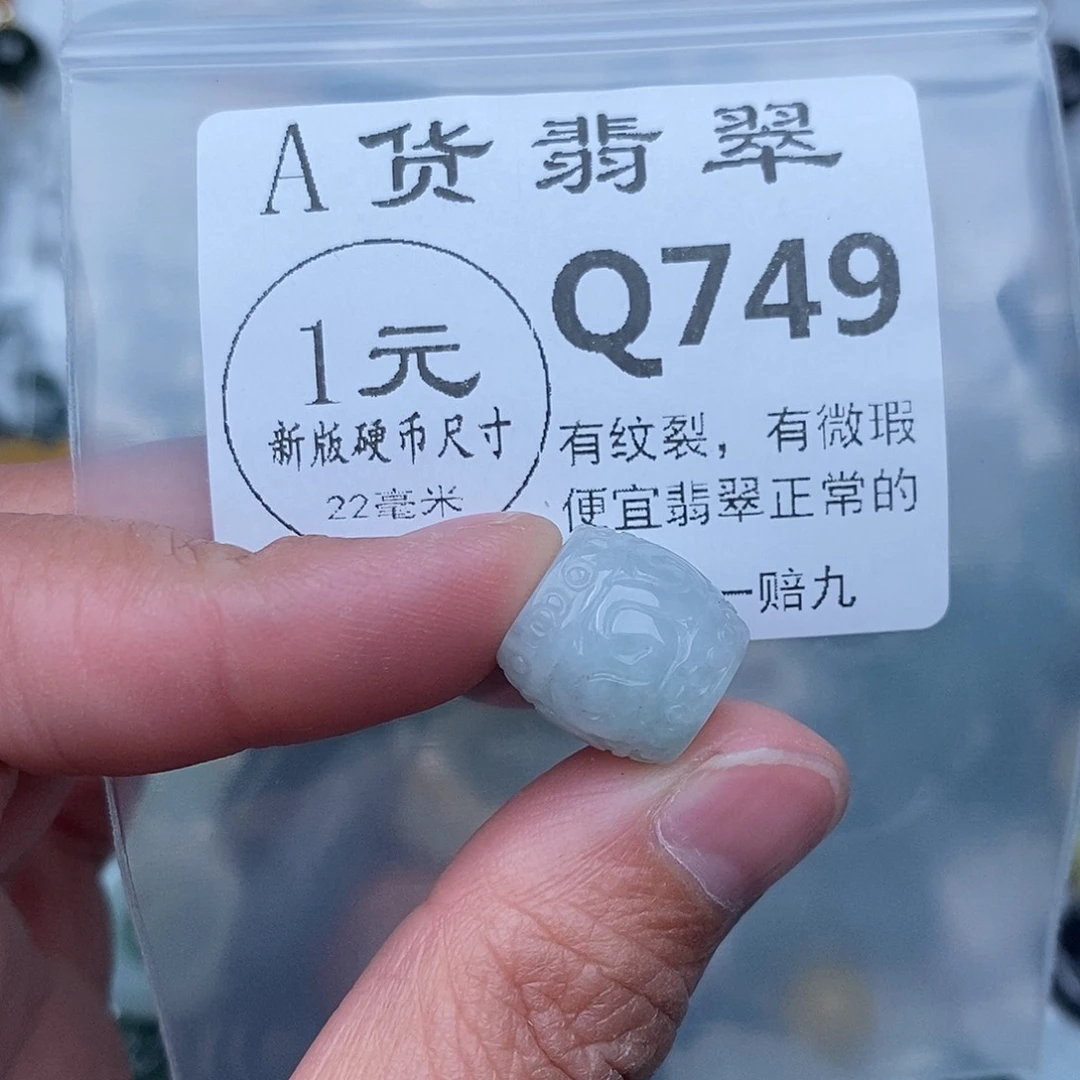 A货翡翠
Q749
1元
新版硬币尺寸
22毫米
有纹裂，有微瑕
便宜翡翠正常的
一赔九